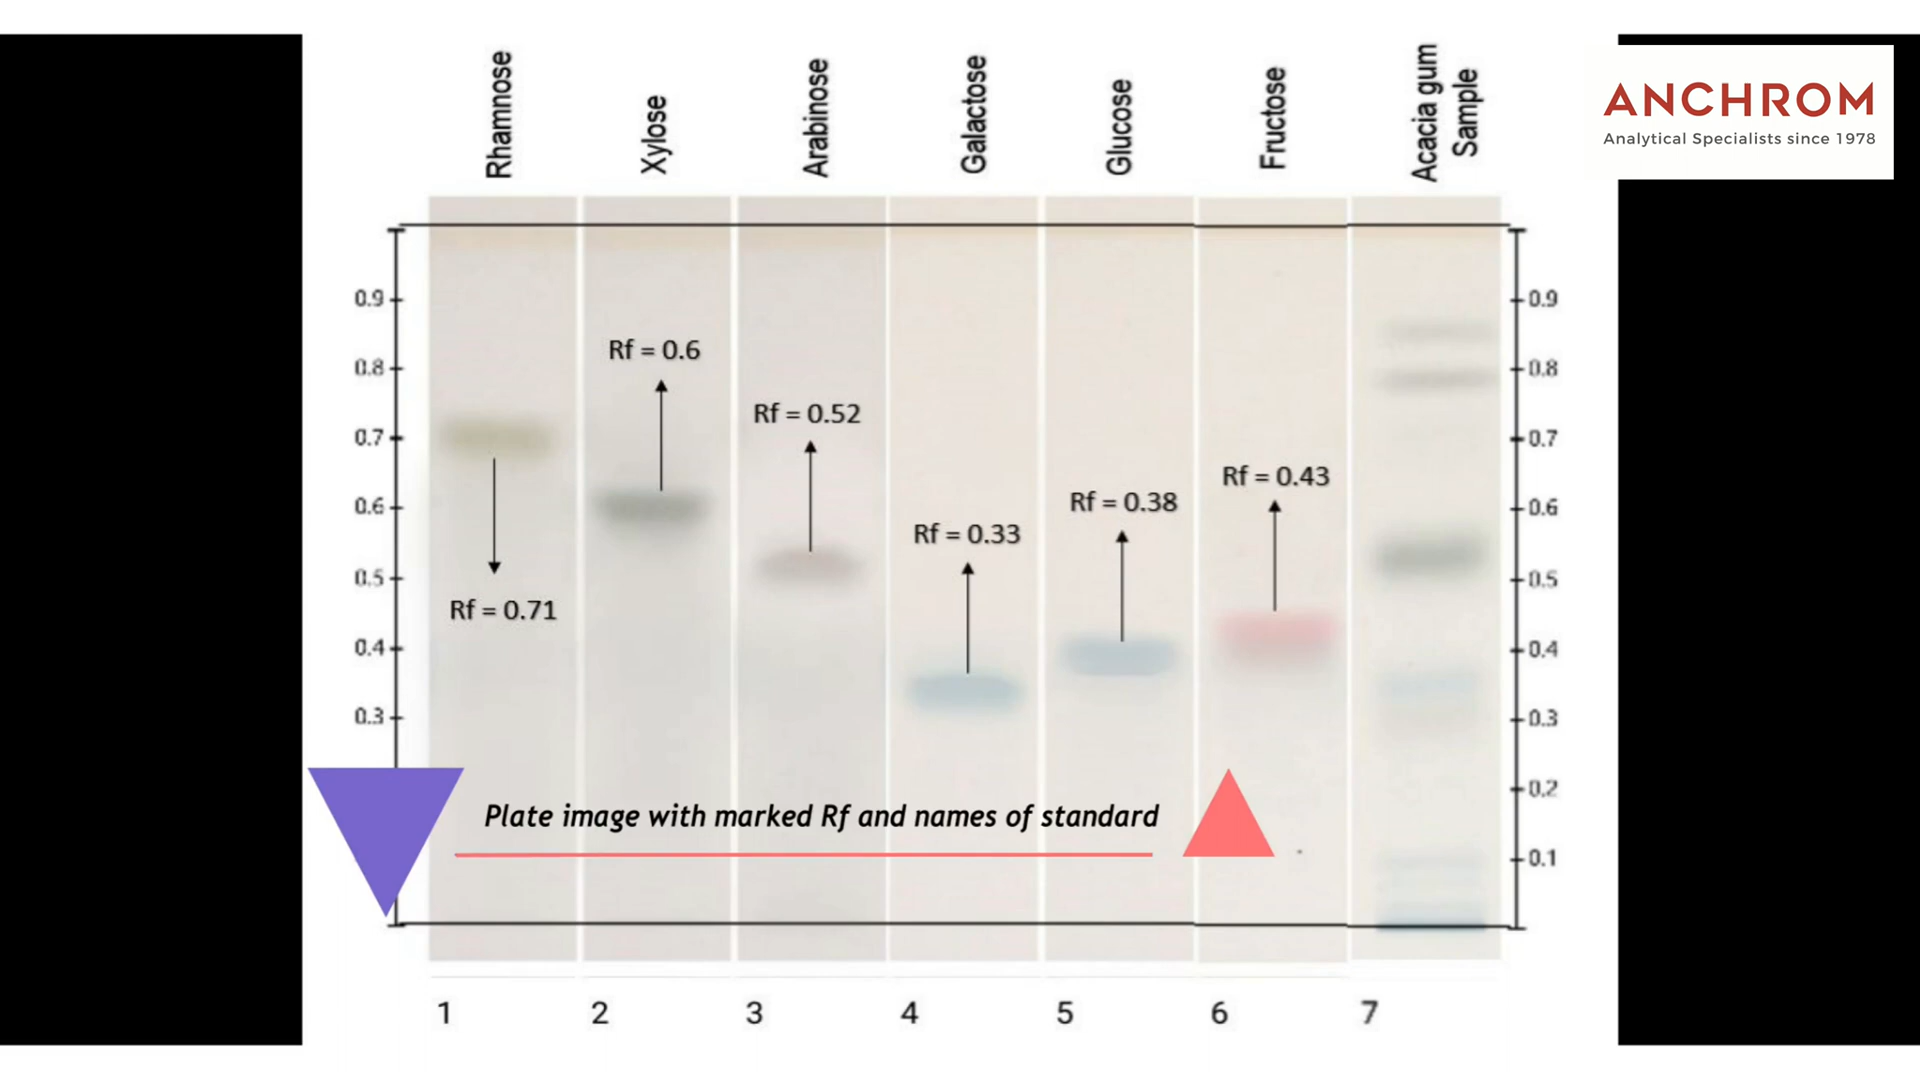 Rhamnose
Xylose
Arabinose
Galactose
Glucose
Fructose
Acacia gum
Sample
ANCHROM
Analytical Specialists since 1978
0.9
0.8
0.7
0.6
0.5
0.4
0.3
Rf = 0.71
Rf = 0.6
Rf = 0.52
Rf = 0.33
Rf = 0.38
Rf = 0.43
0.9
0.8
0.7
0.6
0.5
0.4
0.3
0.2
0.1
Plate image with marked Rf and names of standard
1 2 3 4 5 6 7